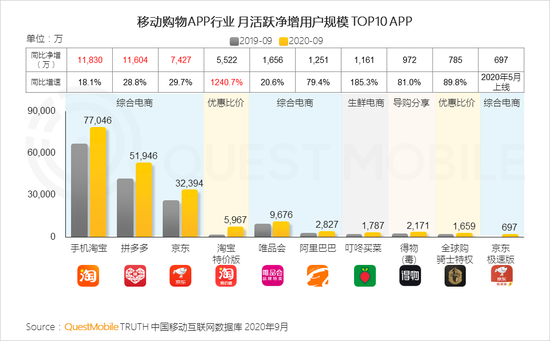 移动购物APP行业 月活跃净增用户规模 TOP10 APP
单位：万
2019-09 2020-09
同比净增（万） 11,830 11,604 7,427 5,522 1,656 1,251 1,161 972 785 697
同比增速 18.1% 28.8% 29.7% 1240.7% 20.6% 79.4% 185.3% 81.0% 89.8% 2020年5月上线
综合电商 优惠比价 综合电商 生鲜电商 导购分享 优惠比价 综合电商
90,000
60,000
30,000
0
77,046 51,946 32,394 5,967 9,676 2,827 1,787 2,171 1,659 697
手机淘宝 拼多多 京东 淘宝特价版 唯品会 阿里巴巴 叮咚买菜 得物（毒） 全球购骑士特权 京东极速版
淘 淘 唯品会 得物
QUEST MOBILE
Source：QuestMobile TRUTH 中国移动互联网数据库 2020年9月